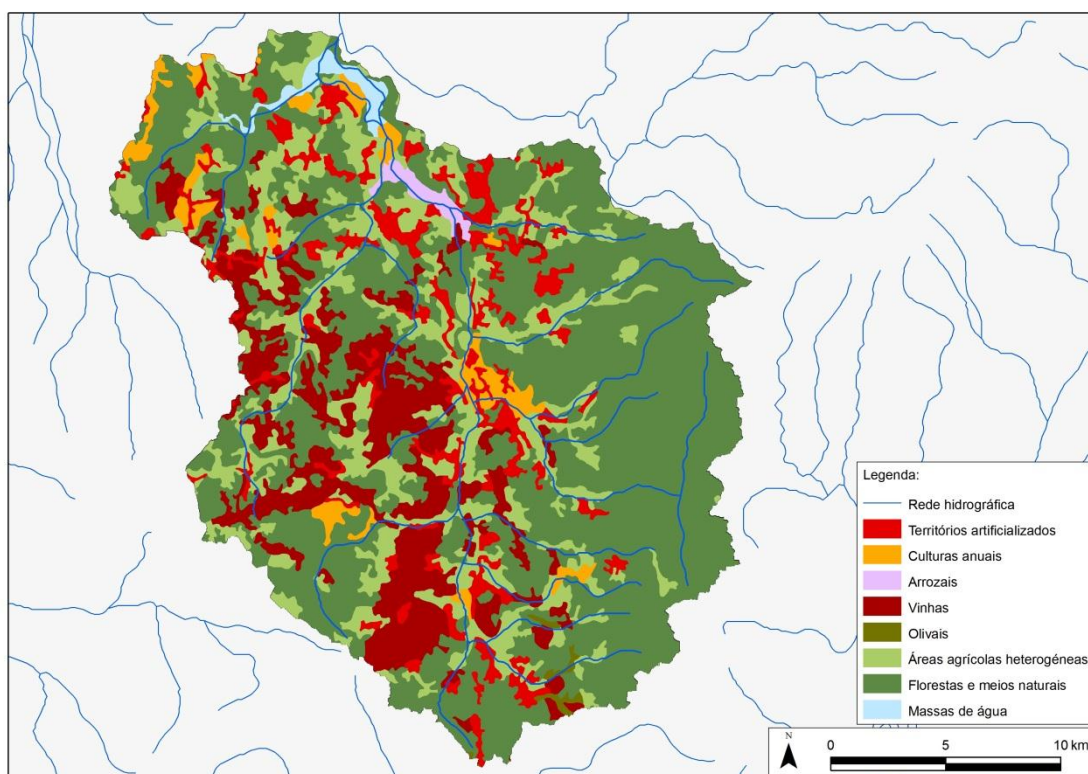 Legenda:
Rede hidrográfica
Territórios artificializados
Culturas anuais
Arrozais
Vinhas
Olivais
Áreas agrícolas heterogéneas
Florestas e meios naturais
Massas de água
N
0 5 10 km